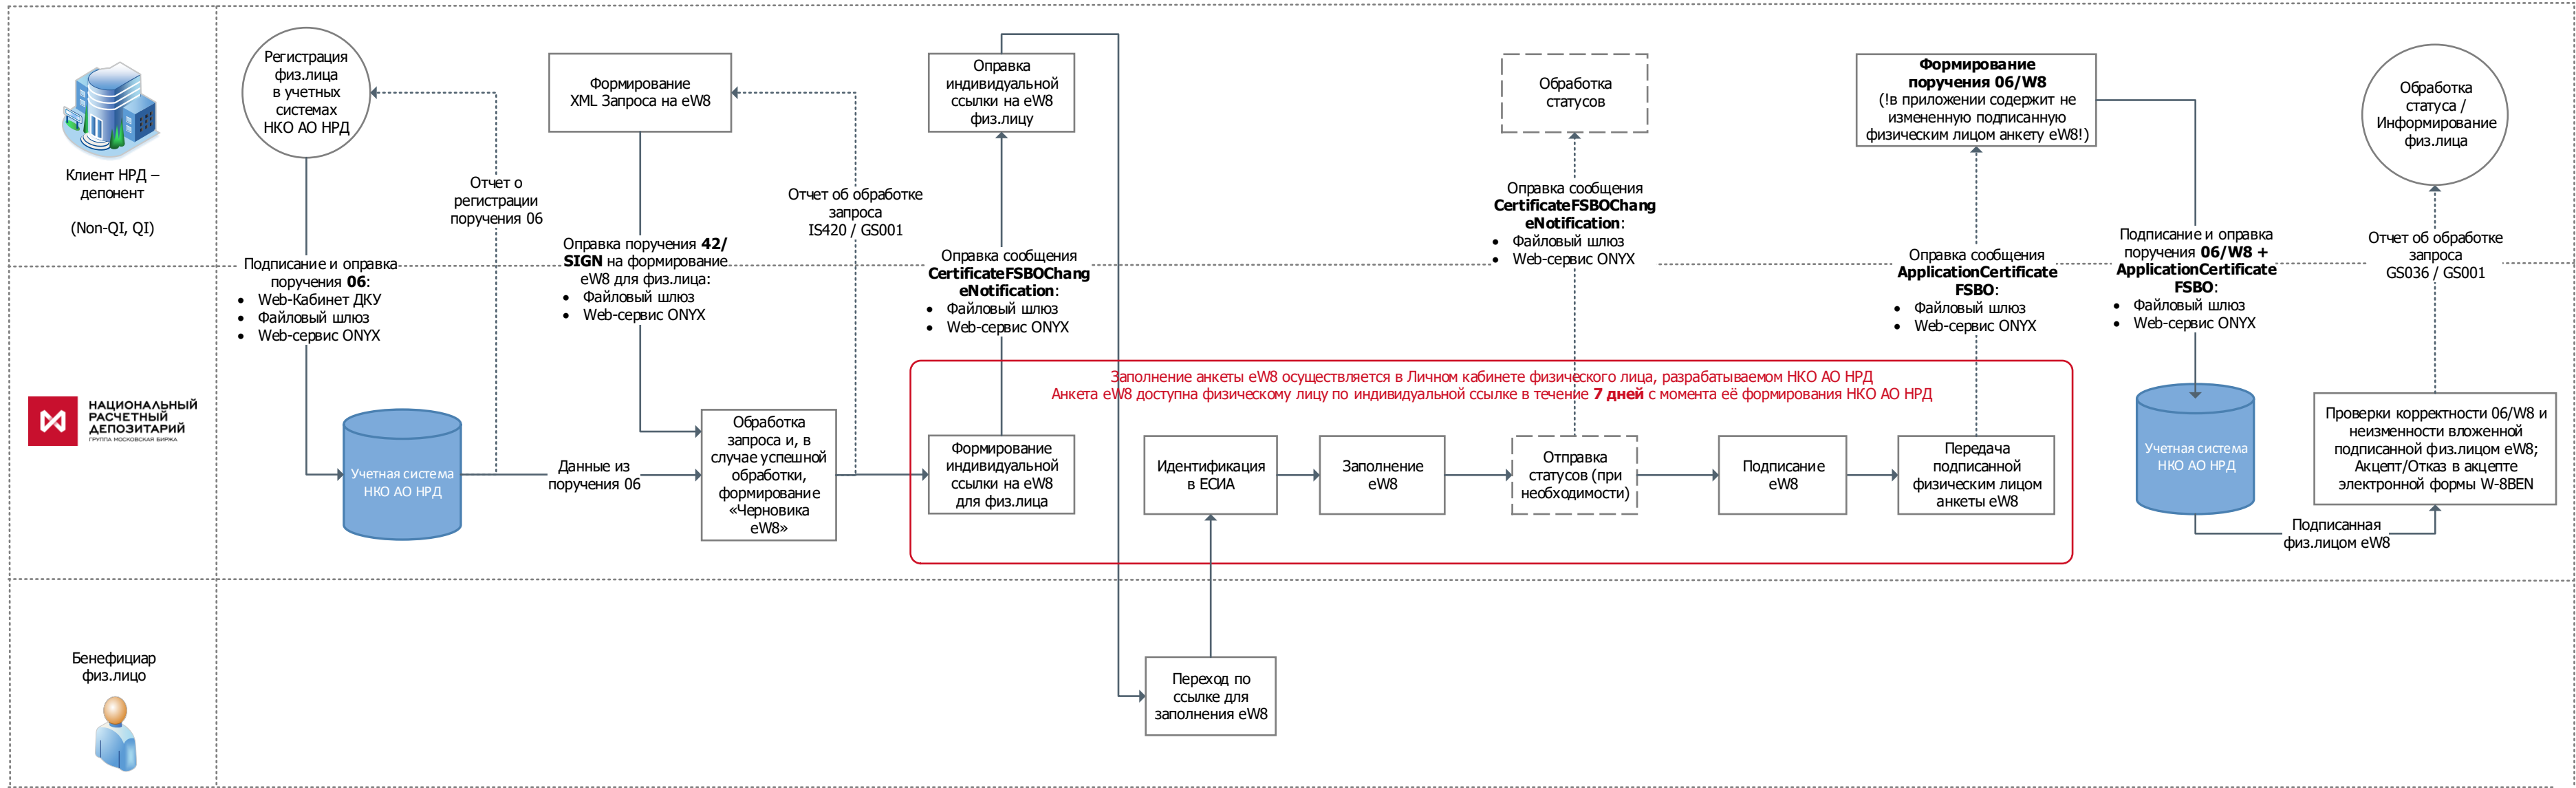 Клиент НРД –
депонент
(Non-QI, QI)
Регистрация
физ.лица
в учетных
системах
НКО АО НРД
Отчет о
регистрации
поручения 06
Подписание и оправка
поручения 06:
• Web-Кабинет ДКУ
• Файловый шлюз
• Web-сервис ONYX
Формирование
XML Запроса на eW8
Оправка поручения 42/
SIGN на формирование
eW8 для физ.лица:
• Файловый шлюз
• Web-сервис ONYX
Отчет об обработке
запроса
IS420 / GS001
Оправка
индивидуальной
ссылки на eW8
физ.лицу
Оправка сообщения
CertificateFSBOChang
eNotification:
• Файловый шлюз
• Web-сервис ONYX
Обработка
статусов
Оправка сообщения
CertificateFSBOChang
eNotification:
• Файловый шлюз
• Web-сервис ONYX
Формирование
поручения 06/W8
(!в приложении содержит не
измененную подписанную
физическим лицом анкету eW8!)
Оправка сообщения
ApplicationCertificate
FSBO:
• Файловый шлюз
• Web-сервис ONYX
Подписание и оправка
поручения 06/W8 +
ApplicationCertificate
FSBO:
• Файловый шлюз
• Web-сервис ONYX
Обработка
статуса /
Информирование
физ.лица
Отчет об обработке
запроса
GS036 / GS001
НАЦИОНАЛЬНЫЙ
РАСЧЕТНЫЙ
ДЕПОЗИТАРИЙ
ГРУППА МОСКОВСКАЯ БИРЖА
Учетная система
НКО АО НРД
Данные из
поручения 06
Обработка
запроса и, в
случае успешной
обработки,
формирование
«Черновика
eW8»
Заполнение анкеты eW8 осуществляется в Личном кабинете физического лица, разрабатываемом НКО АО НРД
Анкета eW8 доступна физическому лицу по индивидуальной ссылке в течение 7 дней с момента её формирования НКО АО НРД
Формирование
индивидуальной
ссылки на eW8
для физ.лица
Идентификация
в ЕСИА
Заполнение
eW8
Отправка
статусов (при
необходимости)
Подписание
eW8
Передача
подписанной
физическим лицом
анкеты eW8
Учетная система
НКО АО НРД
Подписанная
физ.лицом eW8
Проверки корректности 06/W8 и
неизменности вложенной
подписанной физ.лицом eW8;
Акцепт/Отказ в акцепте
электронной формы W-8BEN
Бенефициар
физ.лицо
Переход по
ссылке для
заполнения eW8